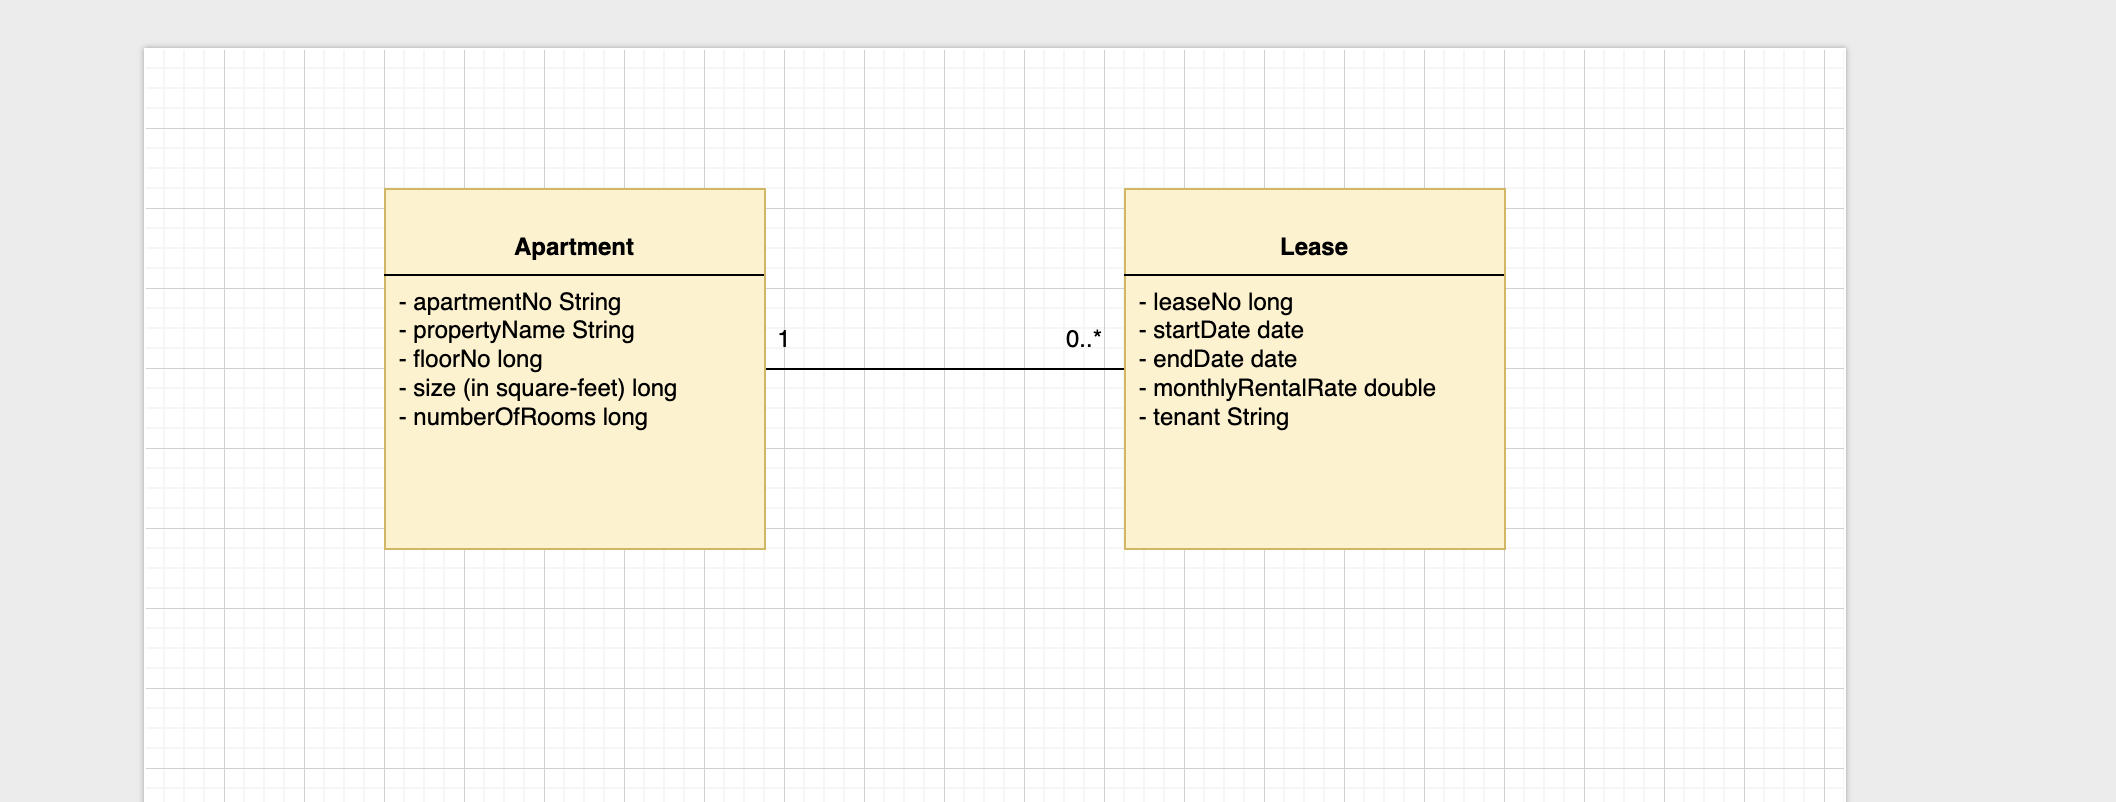 Apartment
- apartmentNo String
- propertyName String
- floorNo long
- size (in square-feet) long
- numberOfRooms long
1
0..*
Lease
- leaseNo long
- startDate date
- endDate date
- monthlyRentalRate double
- tenant String